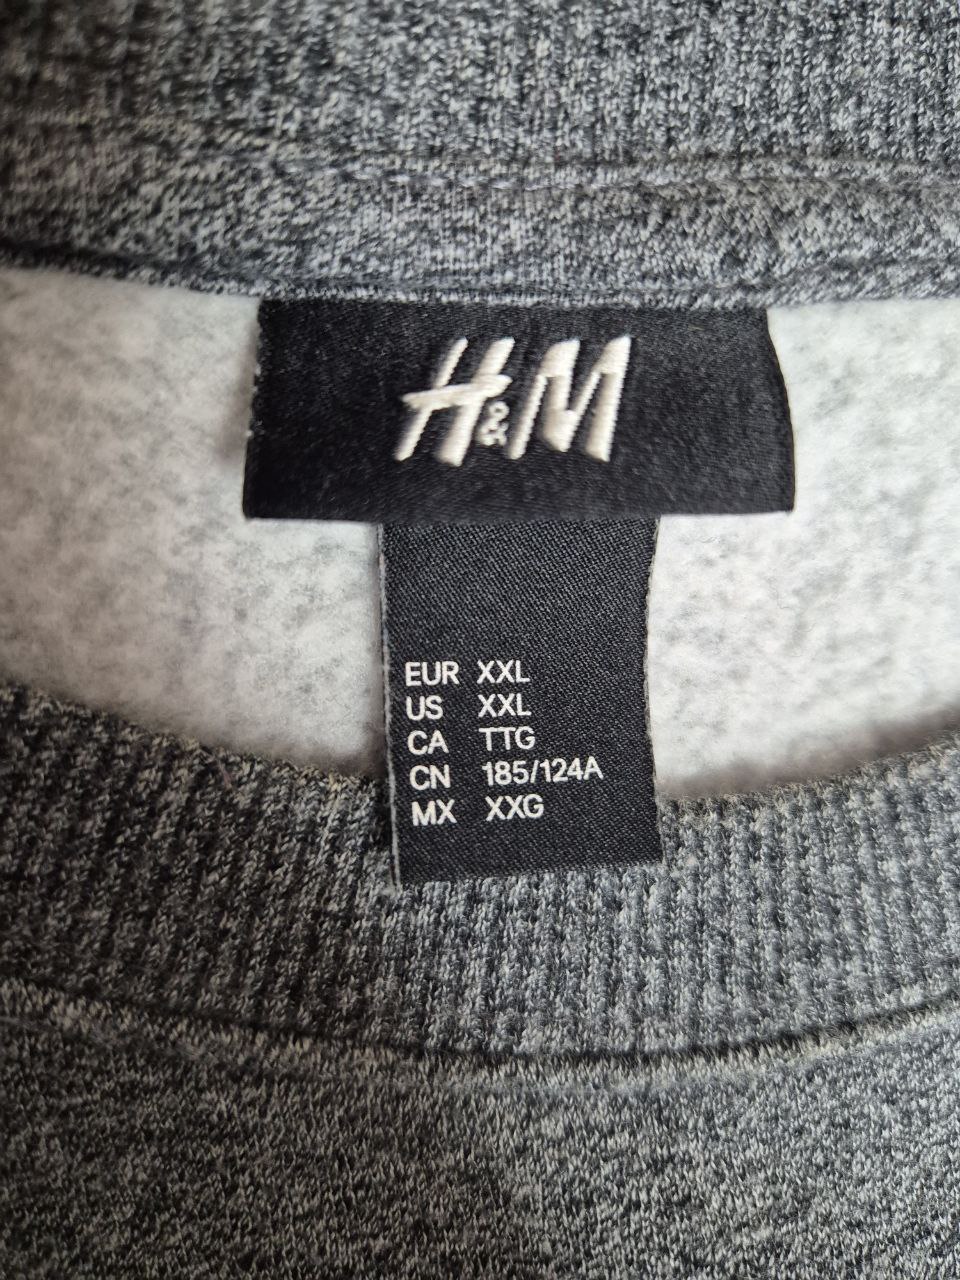 H&M
EUR XXL
US XXL
CA TTG
CN 185/124A
MX XXG